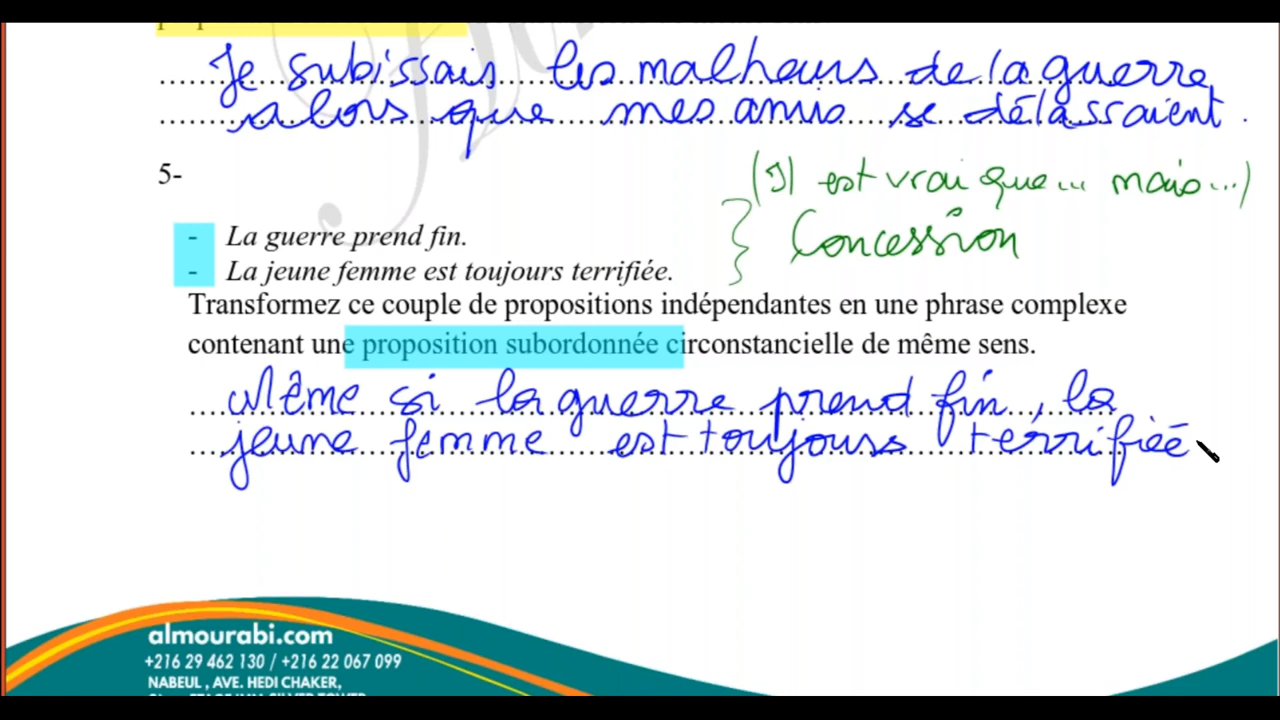 Je subissais les malheurs de la guerre
alors que mes amis se délassaient.
5-
(Il est vrai que... mais...)
- La guerre prend fin.
} Concession
- La jeune femme est toujours terrifiée.
Transformez ce couple de propositions indépendantes en une phrase complexe
contenant une proposition subordonnée circonstancielle de même sens.
Même si la guerre prend fin, la
jeune femme est toujours terrifiée
almourabi.com
+216 29 462 130 / +216 22 067 099
NABEUL , AVE. HEDI CHAKER,